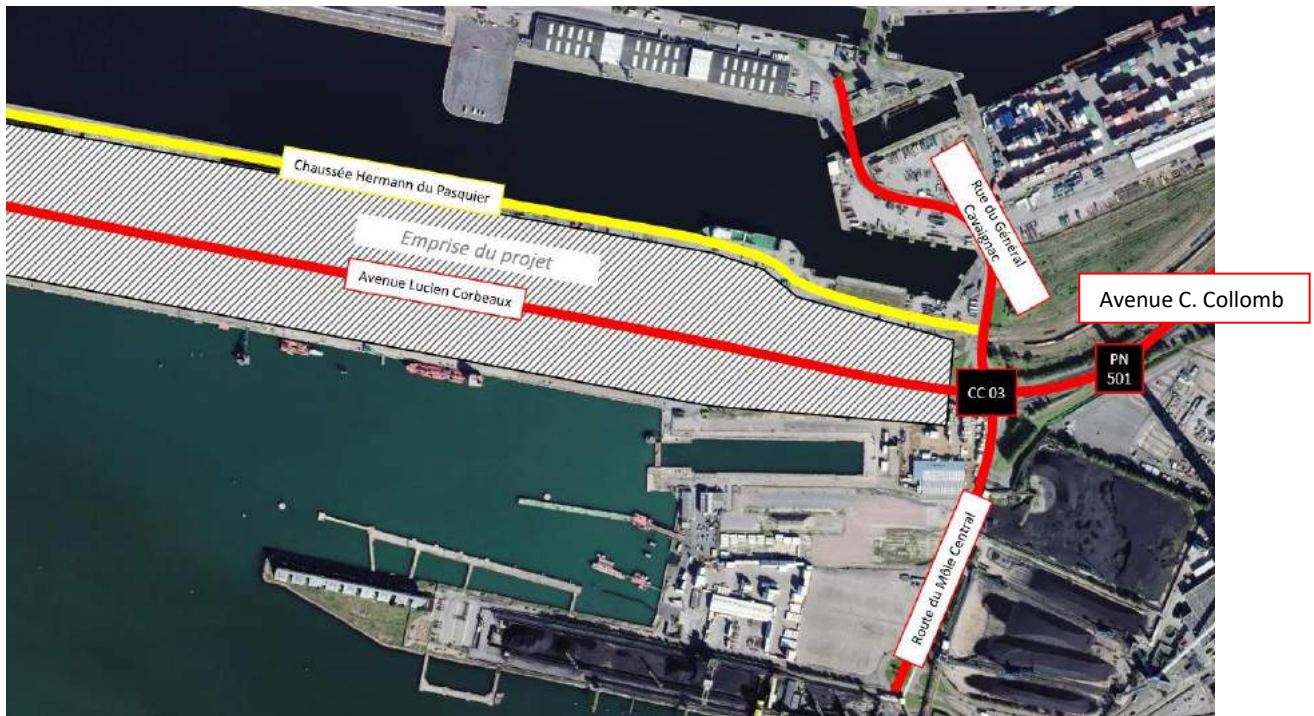 Chaussée Hermann du Pasquier
Rue du Général
Cavaignac
Emprise du projet
Avenue Lucien Corbeaux
Avenue C. Collomb
PN
501
CC 03
Route du Môle Central